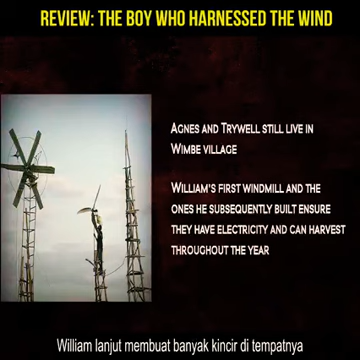 REVIEW: THE BOY WHO HARNESSED THE WIND
AGNES AND TRYWELL STILL LIVE IN
WIMBE VILLAGE
WILLIAM'S FIRST WINDMILL AND THE
ONES HE SUBSEQUENTLY BUILT ENSURE
THEY HAVE ELECTRICITY AND CAN HARVEST
THROUGHOUT THE YEAR
William lanjut membuat banyak kincir di tempatnya